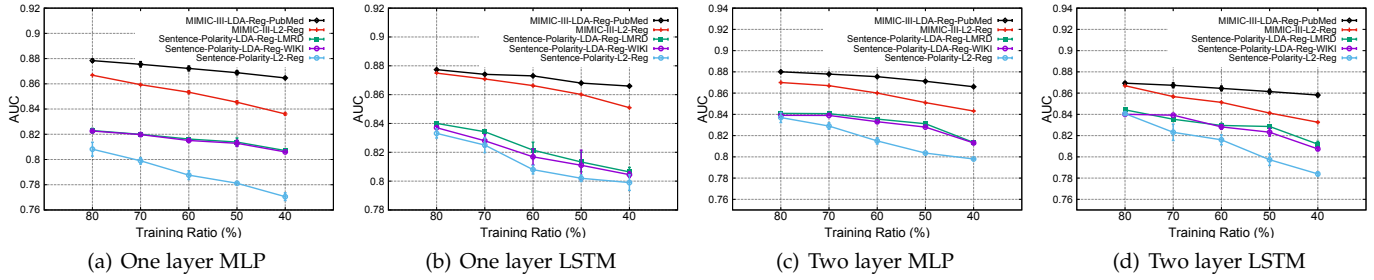 0.92
0.9
0.88
0.86
0.84
0.82
0.8
0.78
0.76
AUC
MIMIC-III-LDA-Reg-PubMed
MIMIC-III-L2-Reg
Sentence-Polarity-LDA-Reg-LMRD
Sentence-Polarity-LDA-Reg-WIKI
Sentence-Polarity-L2-Reg
80 70 60 50 40
Training Ratio (%)
(a) One layer MLP
0.92
0.9
0.88
0.86
0.84
0.82
0.8
0.78
AUC
MIMIC-III-LDA-Reg-PubMed
MIMIC-III-L2-Reg
Sentence-Polarity-LDA-Reg-LMRD
Sentence-Polarity-LDA-Reg-WIKI
Sentence-Polarity-L2-Reg
80 70 60 50 40
Training Ratio (%)
(b) One layer LSTM
0.94
0.92
0.9
0.88
0.86
0.84
0.82
0.8
0.78
0.76
AUC
MIMIC-III-LDA-Reg-PubMed
MIMIC-III-L2-Reg
Sentence-Polarity-LDA-Reg-LMRD
Sentence-Polarity-LDA-Reg-WIKI
Sentence-Polarity-L2-Reg
80 70 60 50 40
Training Ratio (%)
(c) Two layer MLP
0.94
0.92
0.9
0.88
0.86
0.84
0.82
0.8
0.78
0.76
AUC
MIMIC-III-LDA-Reg-PubMed
MIMIC-III-L2-Reg
Sentence-Polarity-LDA-Reg-LMRD
Sentence-Polarity-LDA-Reg-WIKI
Sentence-Polarity-L2-Reg
80 70 60 50 40
Training Ratio (%)
(d) Two layer LSTM